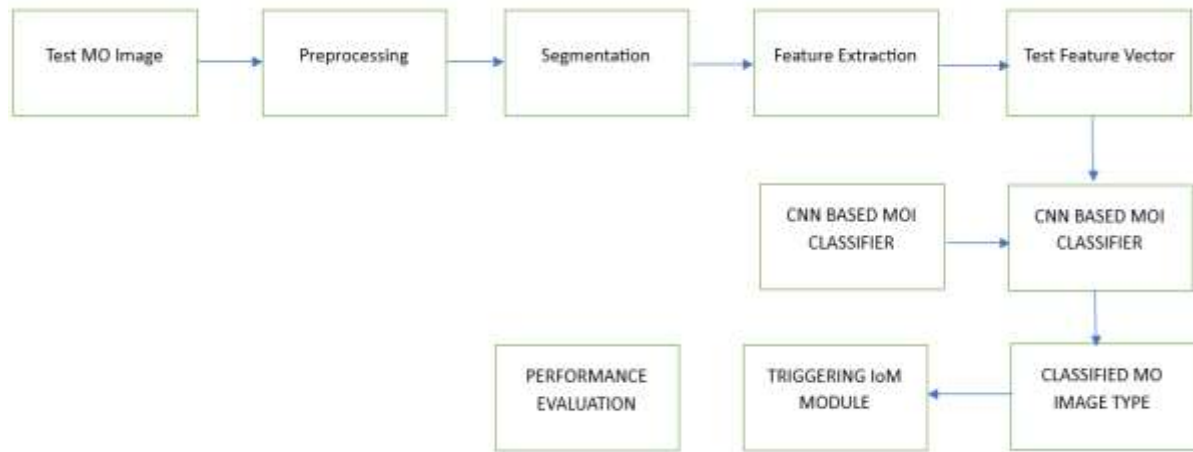 Test MO Image
Preprocessing
Segmentation
Feature Extraction
Test Feature Vector
CNN BASED MOI
CLASSIFIER
CNN BASED MOI
CLASSIFIER
PERFORMANCE
EVALUATION
TRIGGERING IoM
MODULE
CLASSIFIED MO
IMAGE TYPE